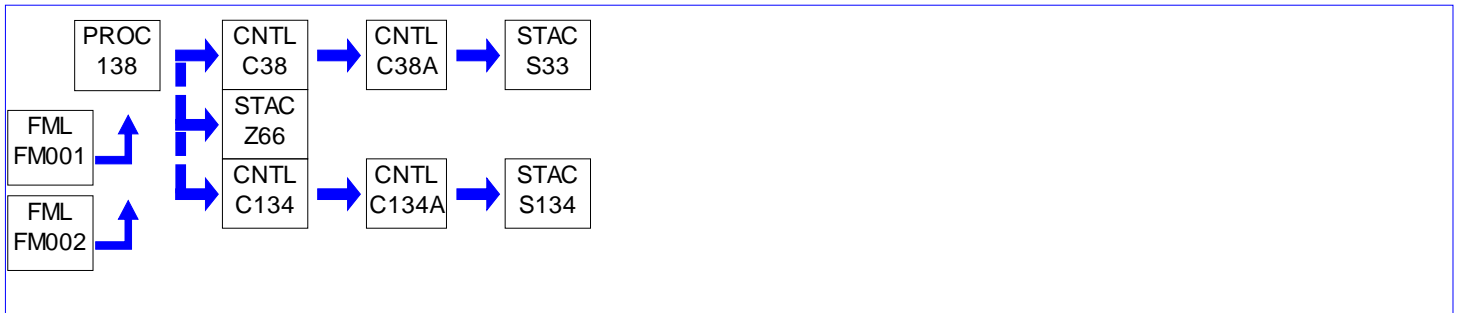 PROC
138
CNTL
C38
CNTL
C38A
STAC
S33
STAC
Z66
FML
FM001
CNTL
C134
CNTL
C134A
STAC
S134
FML
FM002